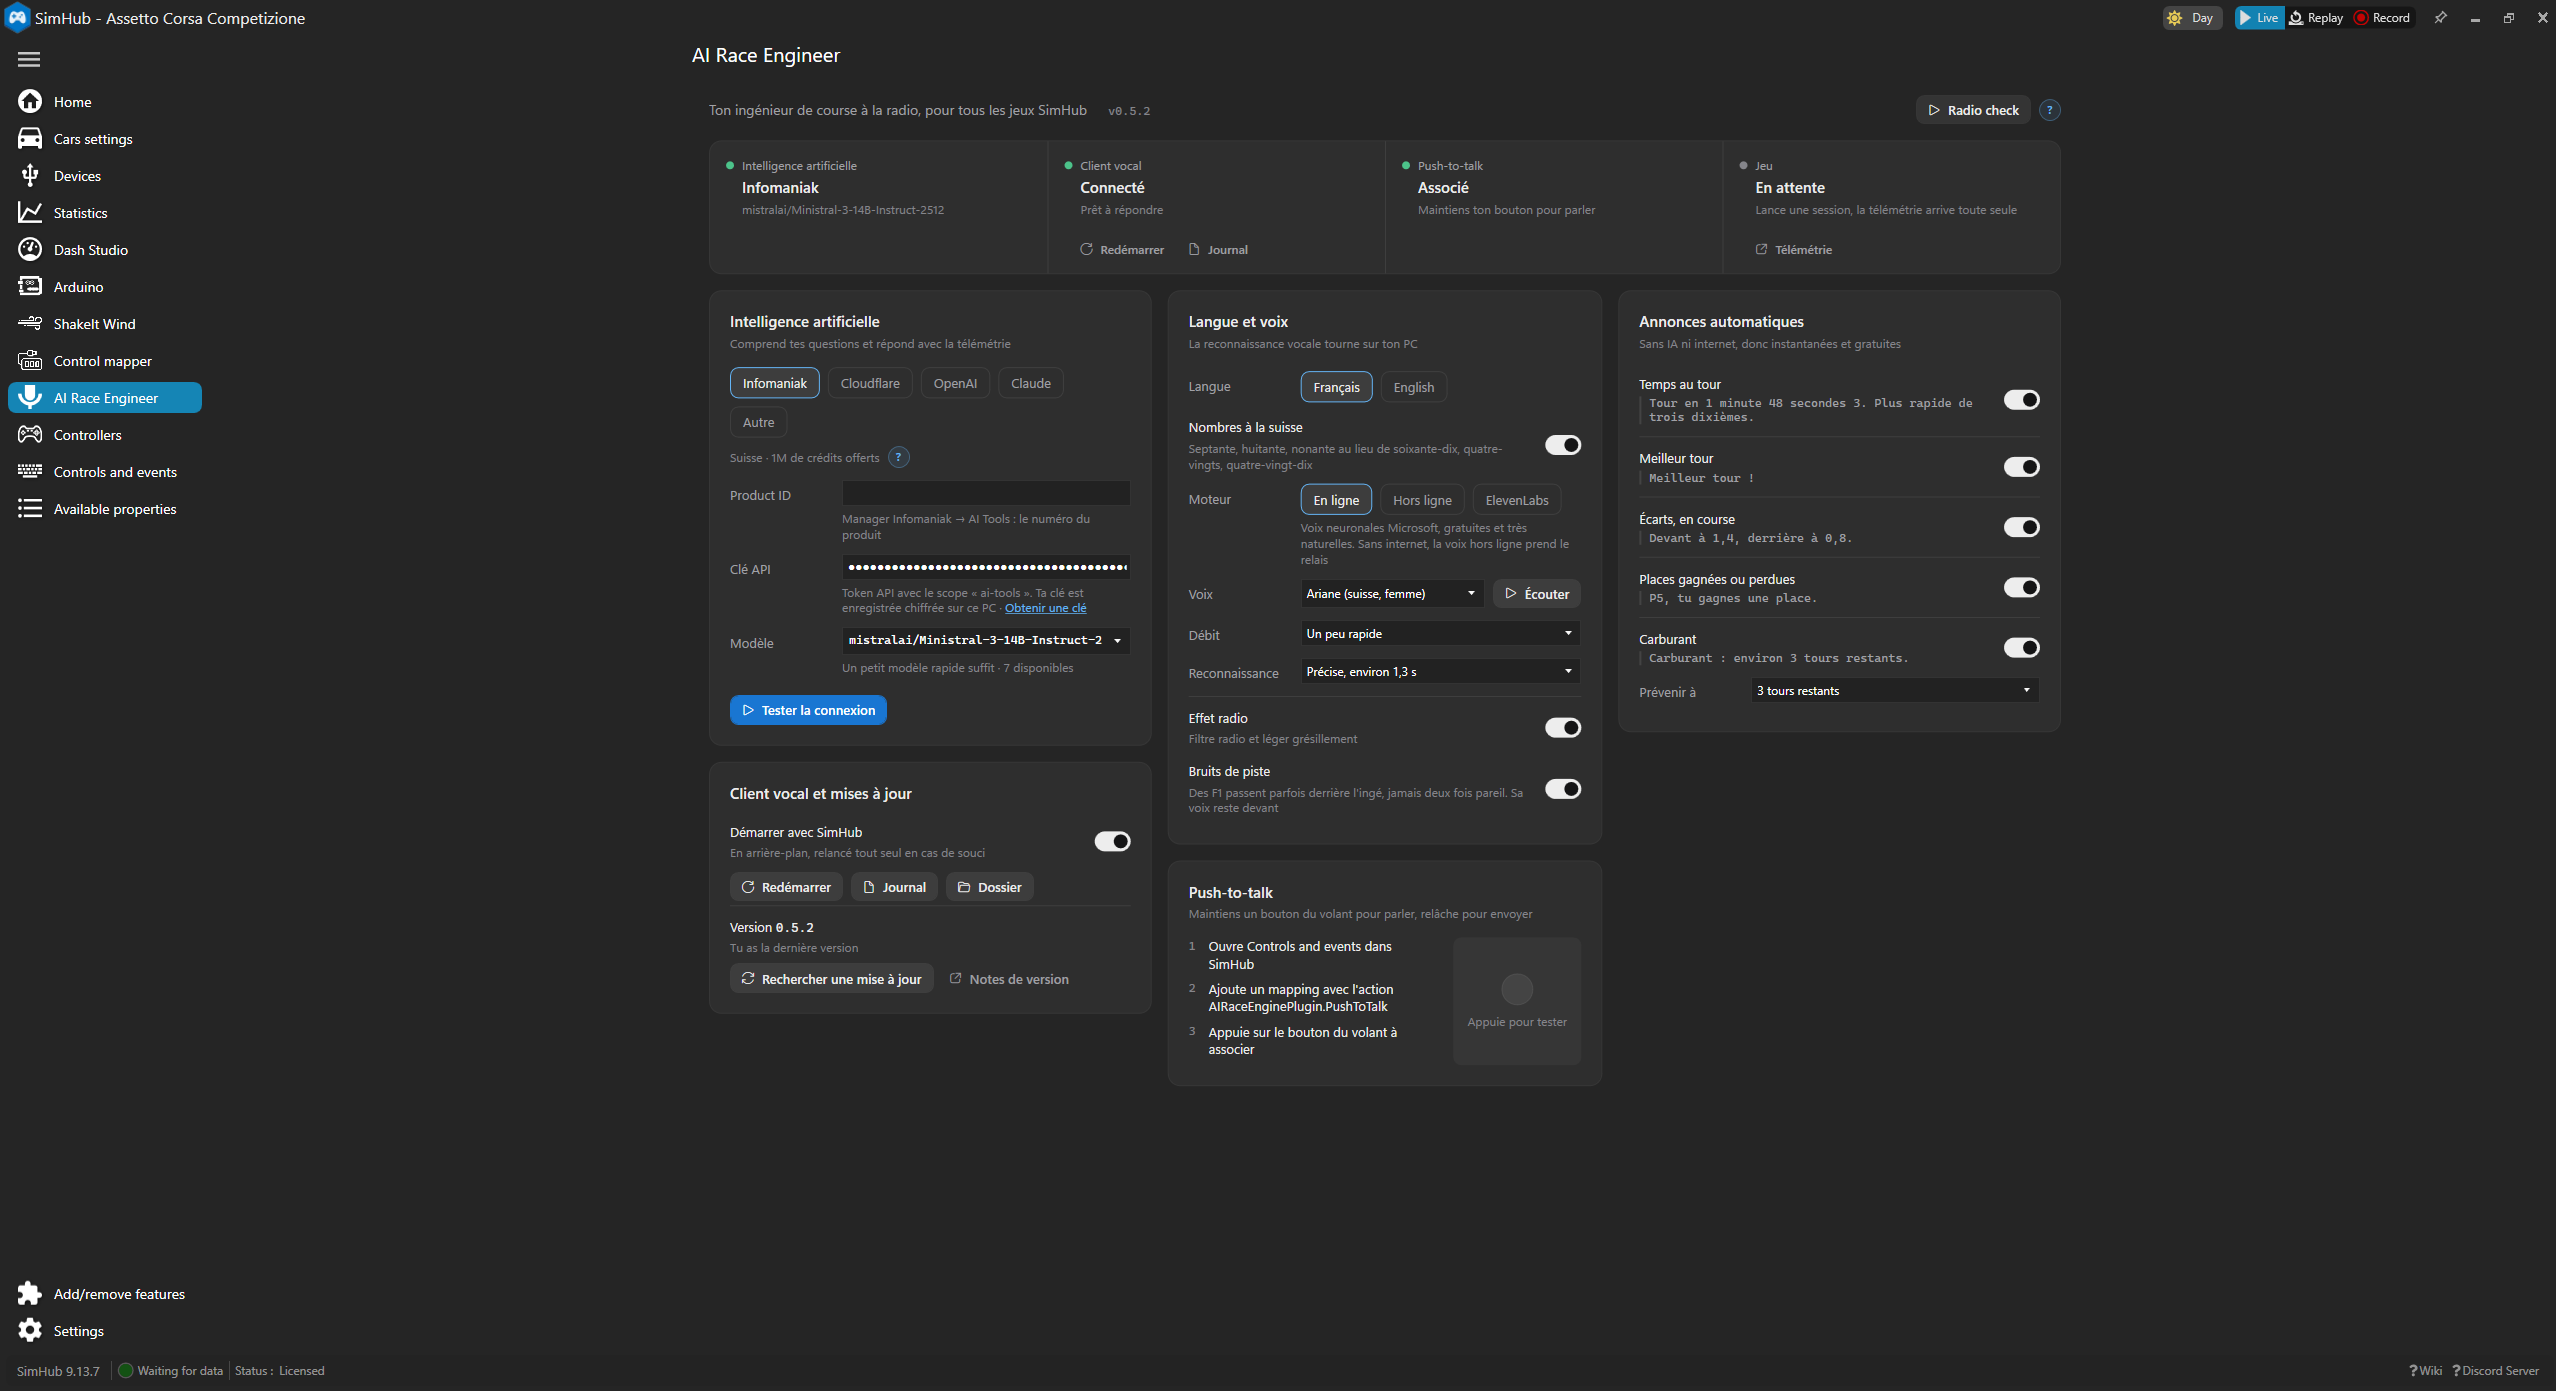 SimHub - Assetto Corsa Competizione
Day
Live
Replay
Record
Home
Cars settings
Devices
Statistics
Dash Studio
Arduino
ShakeIt Wind
Control mapper
AI Race Engineer
Controllers
Controls and events
Available properties
Add/remove features
Settings
AI Race Engineer
Ton ingénieur de course à la radio, pour tous les jeux SimHub v0.5.2
Radio check
?
Intelligence artificielle
Infomaniak
mistralai/Ministral-3-14B-Instruct-2512
Client vocal
Connecté
Prêt à répondre
Redémarrer
Journal
Push-to-talk
Associé
Maintiens ton bouton pour parler
Jeu
En attente
Lance une session, la télémétrie arrive toute seule
Télémétrie
Intelligence artificielle
Comprend tes questions et répond avec la télémétrie
Infomaniak
Cloudflare
OpenAI
Claude
Autre
Suisse · 1M de crédits offerts ?
Product ID
Manager Infomaniak → AI Tools : le numéro du
produit
Clé API
Token API avec le scope « ai-tools ». Ta clé est
enregistrée chiffrée sur ce PC · Obtenir une clé
Modèle
mistralai/Ministral-3-14B-Instruct-2
Un petit modèle rapide suffit · 7 disponibles
Tester la connexion
Client vocal et mises à jour
Démarrer avec SimHub
En arrière-plan, relancé tout seul en cas de souci
Redémarrer
Journal
Dossier
Version 0.5.2
Tu as la dernière version
Rechercher une mise à jour
Notes de version
Langue et voix
La reconnaissance vocale tourne sur ton PC
Langue
Français
English
Nombres à la suisse
Septante, huitante, nonante au lieu de soixante-dix, quatre-
vingts, quatre-vingt-dix
Moteur
En ligne
Hors ligne
ElevenLabs
Voix neuronales Microsoft, gratuites et très
naturelles. Sans internet, la voix hors ligne prend le
relais
Voix
Ariane (suisse, femme)
Écouter
Débit
Un peu rapide
Reconnaissance
Précise, environ 1,3 s
Effet radio
Filtre radio et léger grésillement
Bruits de piste
Des F1 passent parfois derrière l'ingé, jamais deux fois pareil. Sa
voix reste devant
Push-to-talk
Maintiens un bouton du volant pour parler, relâche pour envoyer
1 Ouvre Controls and events dans
SimHub
2 Ajoute un mapping avec l'action
AIRaceEnginePlugin.PushToTalk
3 Appuie sur le bouton du volant à
associer
Appuie pour tester
Annonces automatiques
Sans IA ni internet, donc instantanées et gratuites
Temps au tour
Tour en 1 minute 48 secondes 3. Plus rapide de
trois dixièmes.
Meilleur tour
Meilleur tour !
Écarts, en course
Devant à 1,4, derrière à 0,8.
Places gagnées ou perdues
P5, tu gagnes une place.
Carburant
Carburant : environ 3 tours restants.
Prévenir à
3 tours restants
SimHub 9.13.7
Waiting for data
Status : Licensed
?Wiki
?Discord Server